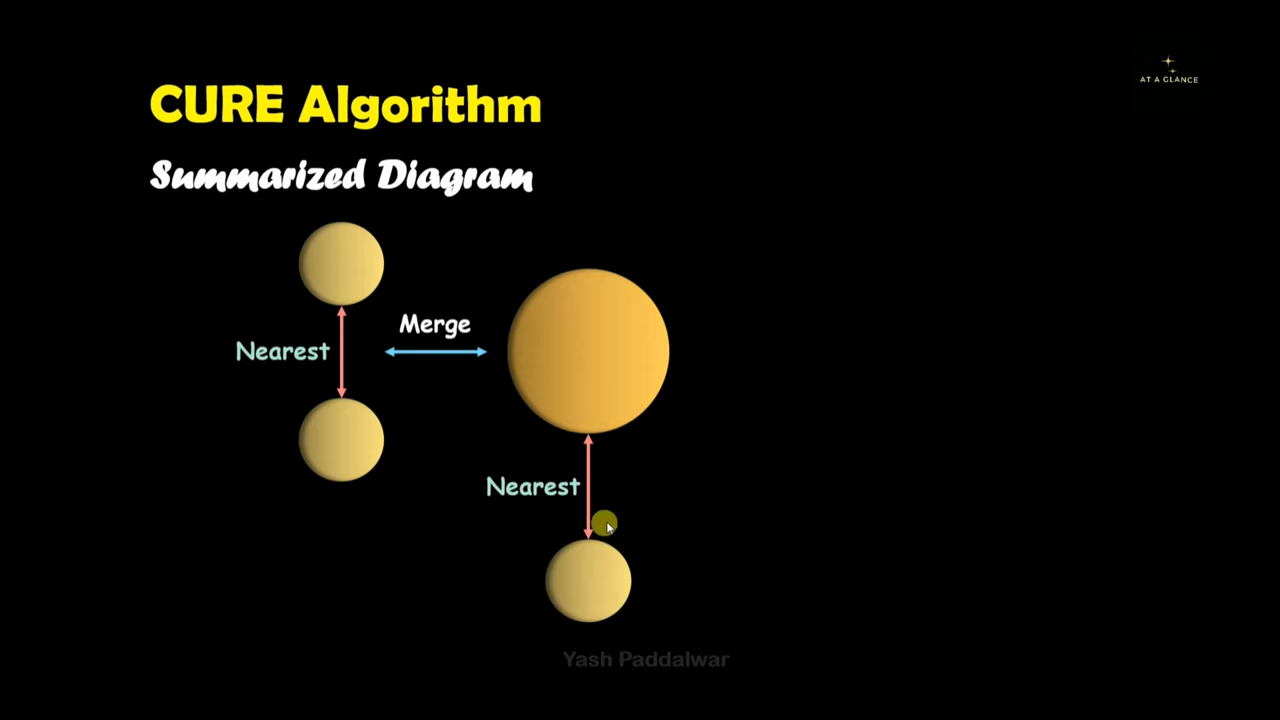 AT A GLANCE
CURE Algorithm
Summarized Diagram
Merge
Nearest
Nearest
Yash Paddalwar